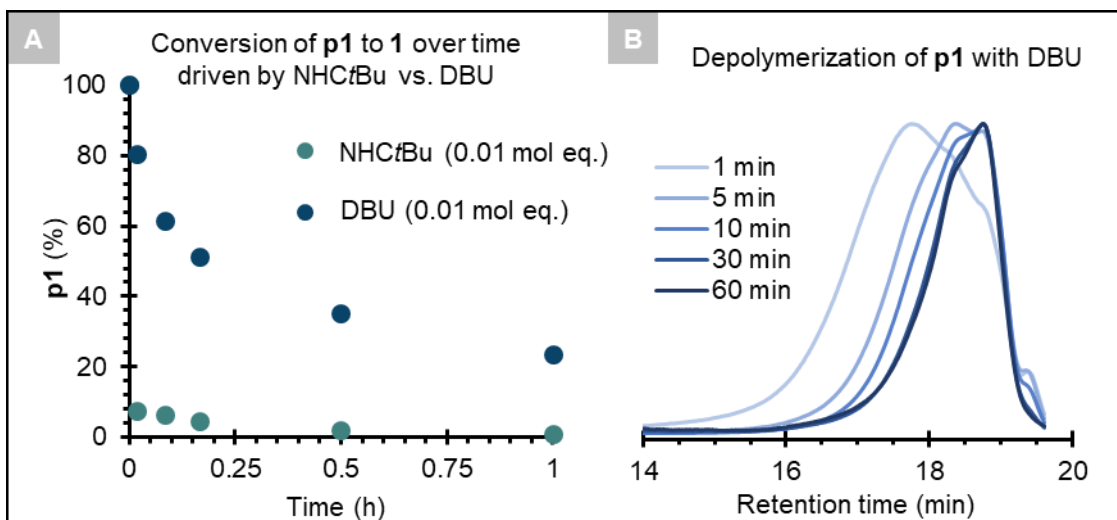 A
Conversion of p1 to 1 over time
driven by NHCtBu vs. DBU
100
80
60
40
20
0
p1 (%)
NHCtBu (0.01 mol eq.)
DBU (0.01 mol eq.)
0
0.25
0.5
0.75
1
Time (h)
B
Depolymerization of p1 with DBU
1 min
5 min
10 min
30 min
60 min
14
16
18
20
Retention time (min)